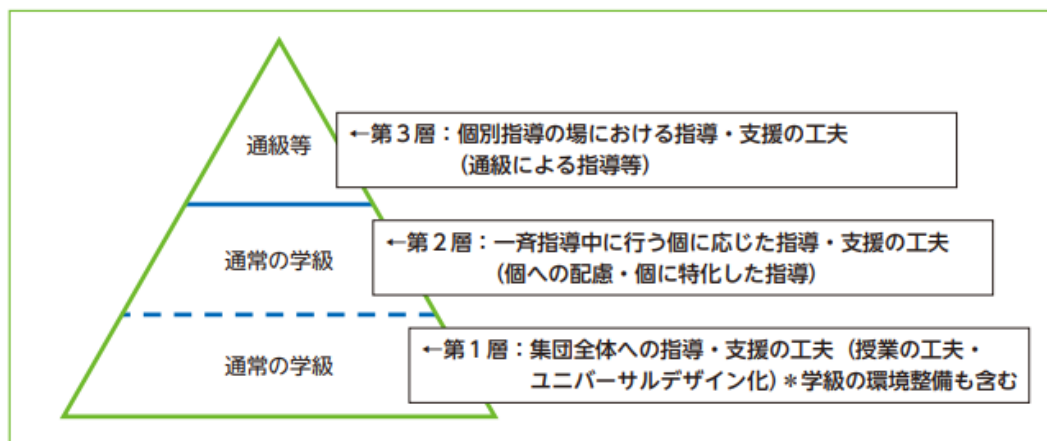 通級等
←第３層：個別指導の場における指導・支援の工夫
（通級による指導等）
通常の学級
←第２層：一斉指導中に行う個に応じた指導・支援の工夫
（個への配慮・個に特化した指導）
通常の学級
←第１層：集団全体への指導・支援の工夫（授業の工夫・
ユニバーサルデザイン化）＊学級の環境整備も含む